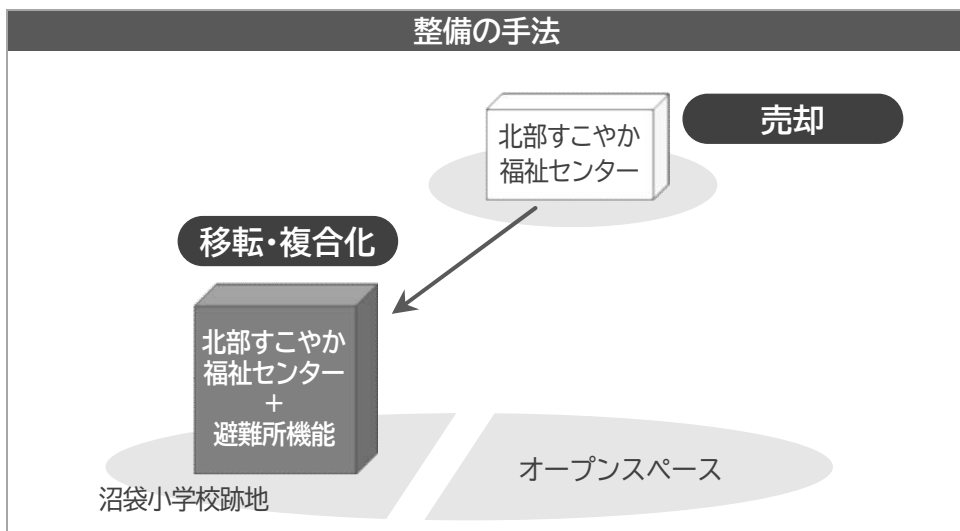 整備の手法
北部すこやか
福祉センター
売却
移転・複合化
北部すこやか
福祉センター
＋
避難所機能
オープンスペース
沼袋小学校跡地